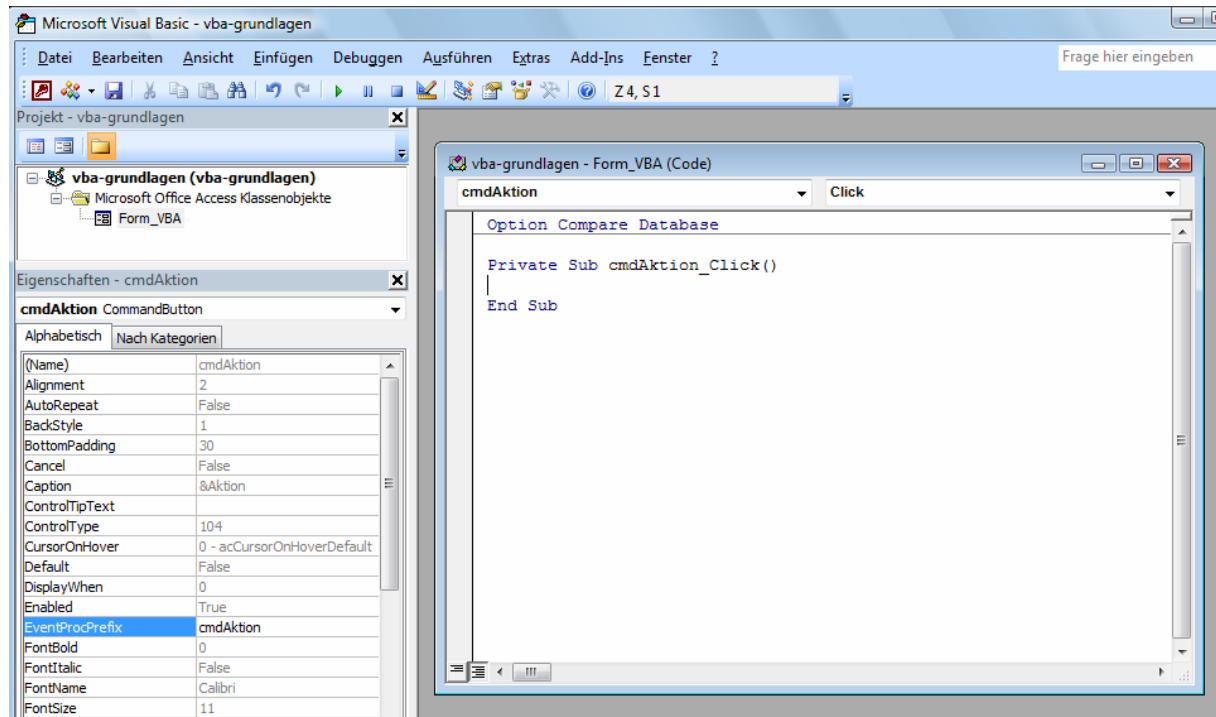 Microsoft Visual Basic - vba-grundlagen
Datei Bearbeiten Ansicht Einfügen Debuggen Ausführen Extras Add-Ins Fenster ?
Frage hier eingeben
Z 4, S 1
Projekt - vba-grundlagen
vba-grundlagen (vba-grundlagen)
Microsoft Office Access Klassenobjekte
Form_VBA
Eigenschaften - cmdAktion
cmdAktion CommandButton
Alphabetisch Nach Kategorien
(Name) cmdAktion
Alignment 2
AutoRepeat False
BackStyle 1
BottomPadding 30
Cancel False
Caption &Aktion
ControlTipText
ControlType 104
CursorOnHover 0 - acCursorOnHoverDefault
Default False
DisplayWhen 0
Enabled True
EventProcPrefix cmdAktion
FontBold 0
FontItalic False
FontName Calibri
FontSize 11
vba-grundlagen - Form_VBA (Code)
cmdAktion Click
Option Compare Database
Private Sub cmdAktion_Click()
End Sub